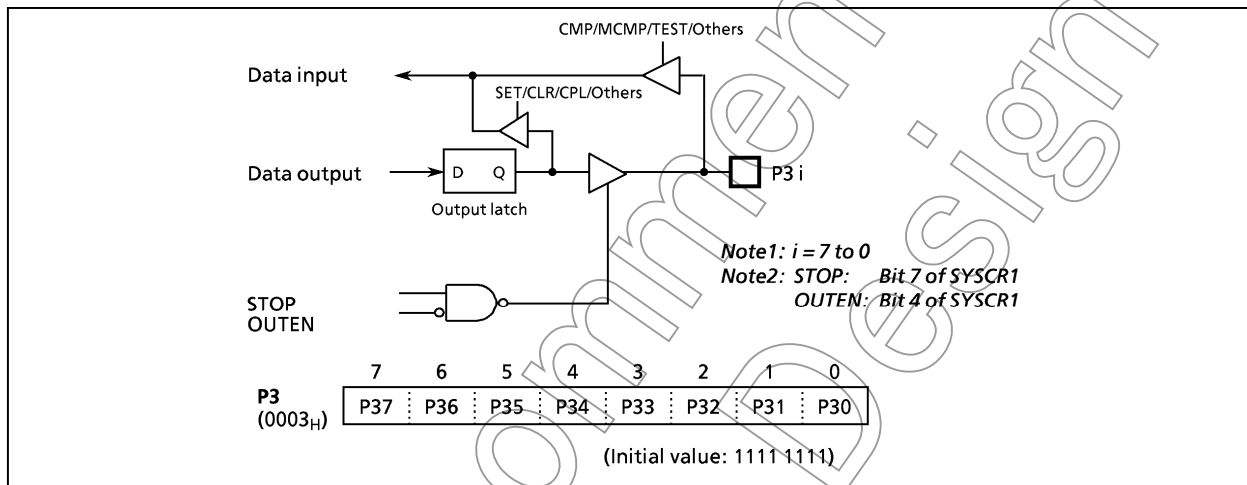 CMP/MCMP/TEST/Others
Data input
SET/CLR/CPL/Others
Data output
D Q
P3 i
Output latch
Note1: i = 7 to 0
Note2: STOP: Bit 7 of SYSCR1
OUTEN: Bit 4 of SYSCR1
STOP
OUTEN
7 6 5 4 3 2 1 0
P3
(0003H)
P37 P36 P35 P34 P33 P32 P31 P30
(Initial value: 1111 1111)
ommen
Design